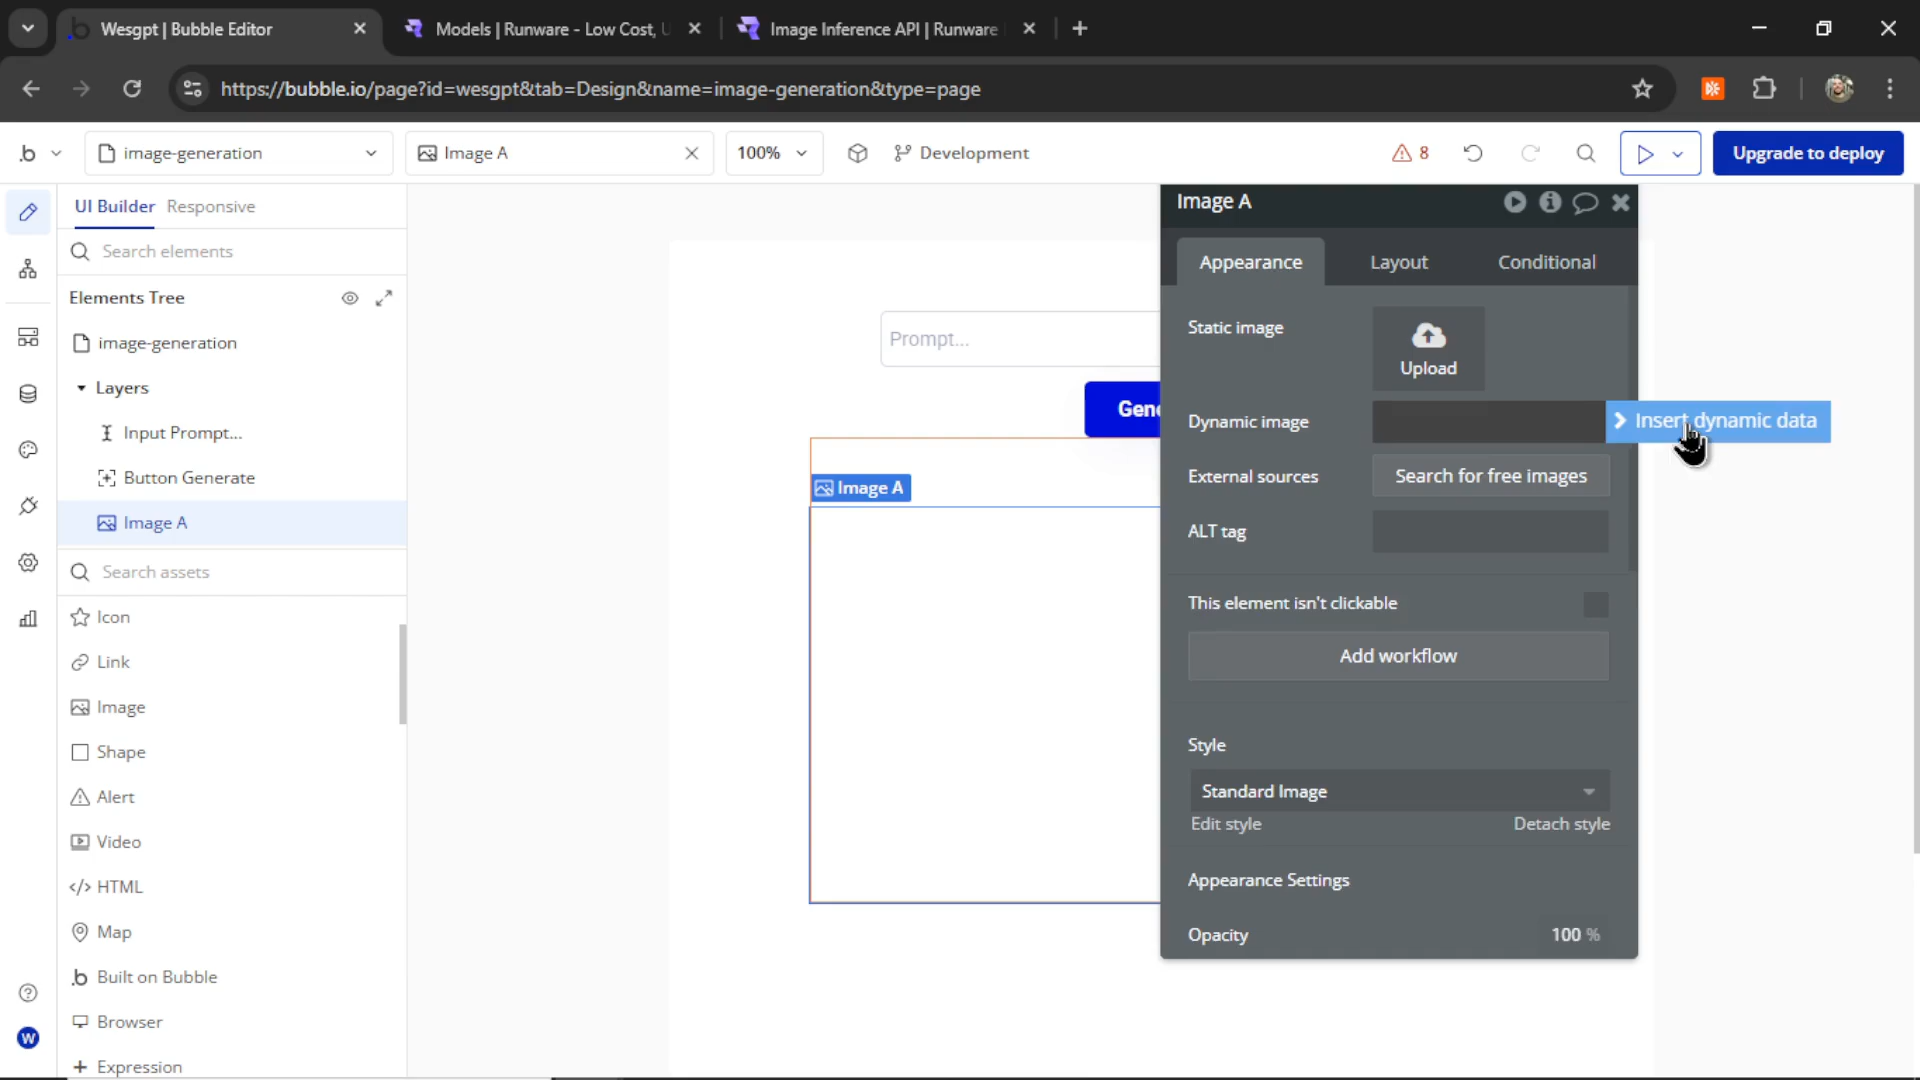 Wesgpt | Bubble Editor
Models | Runware - Low Cost, U
Image Inference API | Runware
https://bubble.io/page?id=wesgpt&tab=Design&name=image-generation&type=page
image-generation
Image A
100%
Development
8
Upgrade to deploy
UI Builder
Responsive
Search elements
Elements Tree
image-generation
Layers
Input Prompt...
Button Generate
Image A
Search assets
Icon
Link
Image
Shape
Alert
Video
HTML
Map
Built on Bubble
Browser
Expression
W
Prompt...
Gene
Image A
Image A
Appearance
Layout
Conditional
Static image
Upload
Dynamic image
Insert dynamic data
External sources
Search for free images
ALT tag
This element isn't clickable
Add workflow
Style
Standard Image
Edit style
Detach style
Appearance Settings
Opacity
100 %